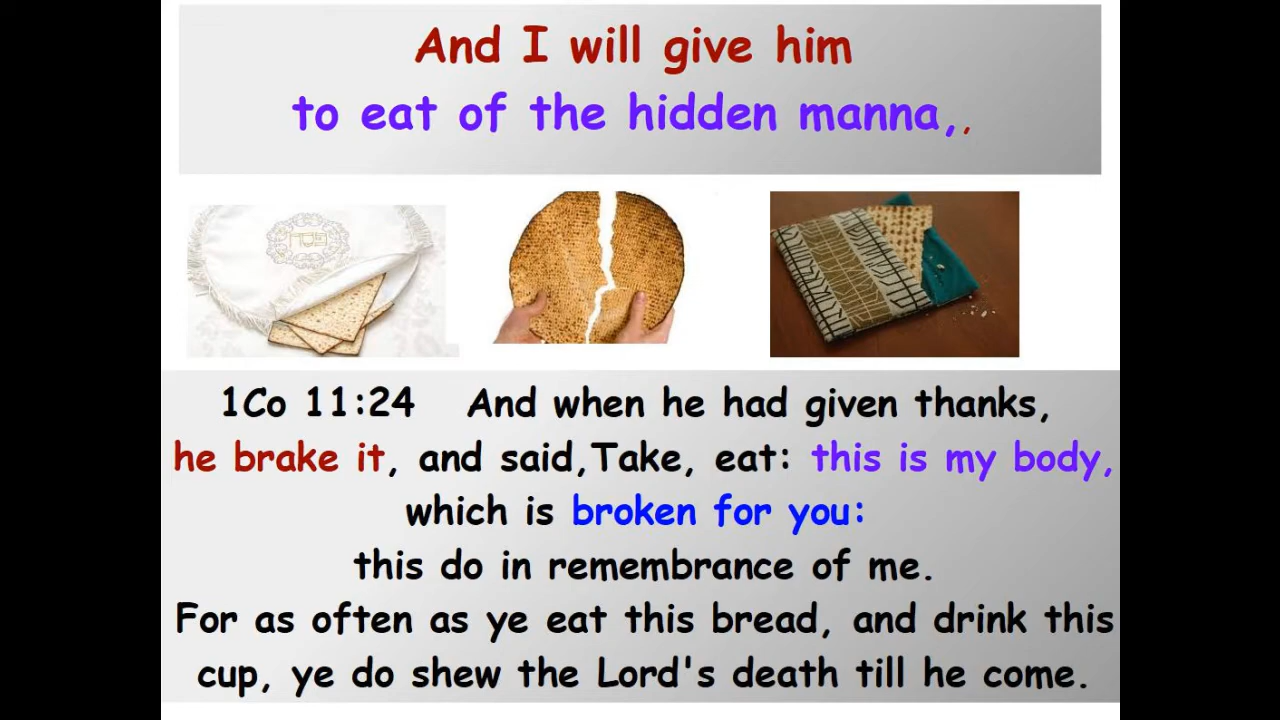 And I will give him
to eat of the hidden manna,,
1Co 11:24 And when he had given thanks,
he brake it, and said,Take, eat: this is my body,
which is broken for you:
this do in remembrance of me.
For as often as ye eat this bread, and drink this
cup, ye do shew the Lord's death till he come.